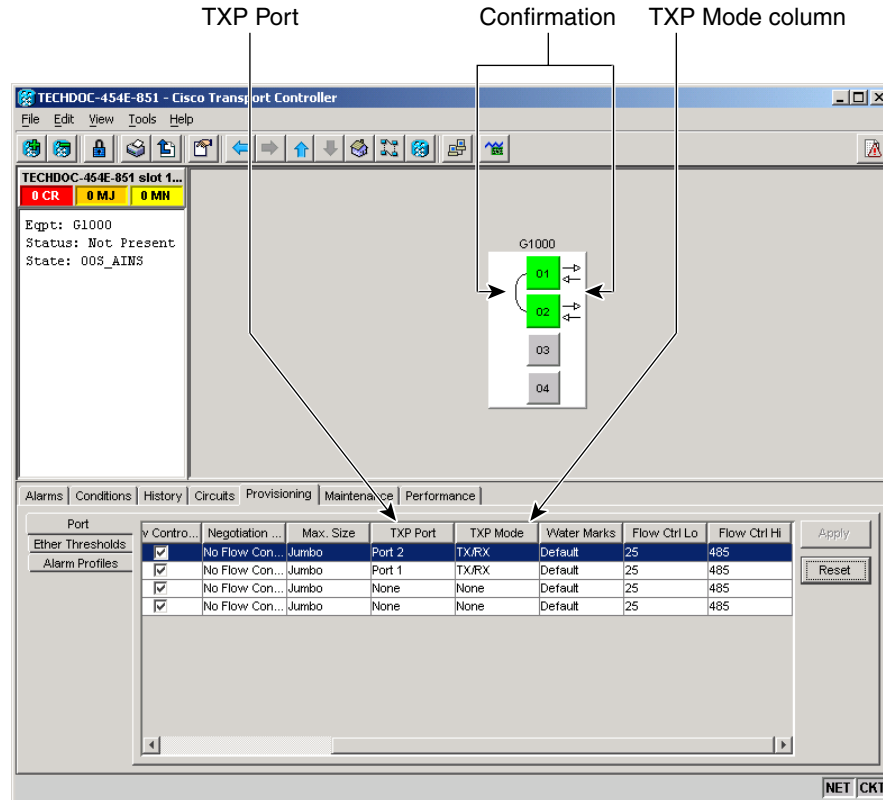 TXP Port Confirmation TXP Mode column
TECHDOC-454E-851 - Cisco Transport Controller
File Edit View Tools Help
TECHDOC-454E-851 slot 1...
0 CR 0 MJ 0 MN
Eqpt: G1000
Status: Not Present
State: OOS_AINS
G1000
01
02
03
04
Alarms Conditions History Circuits Provisioning Maintenance Performance
Port
Ether Thresholds
Alarm Profiles
v Contro... Negotiation ... Max. Size TXP Port TXP Mode Water Marks Flow Ctrl Lo Flow Ctrl Hi
No Flow Con... Jumbo Port 2 TX/RX Default 25 485
No Flow Con... Jumbo Port 1 TX/RX Default 25 485
No Flow Con... Jumbo None None Default 25 485
No Flow Con... Jumbo None None Default 25 485
Apply
Reset
NET CKT